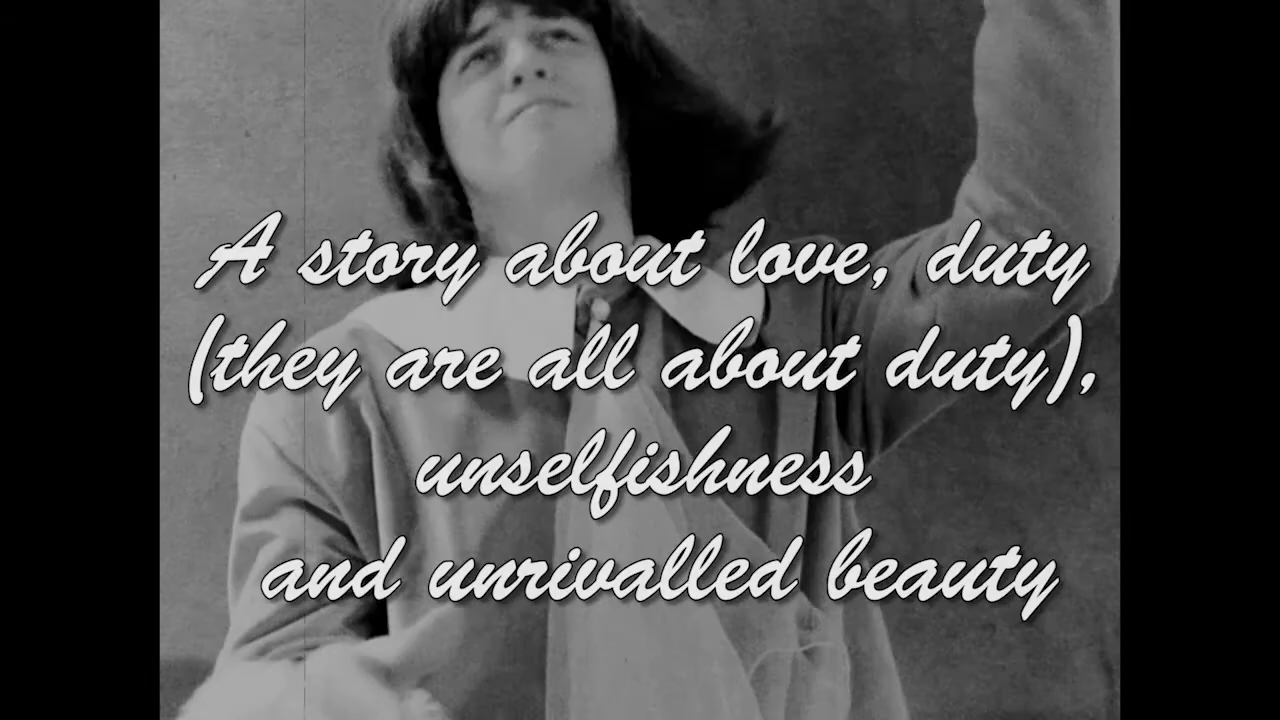 A story about love, duty
(they are all about duty),
unselfishness
and unrivalled beauty